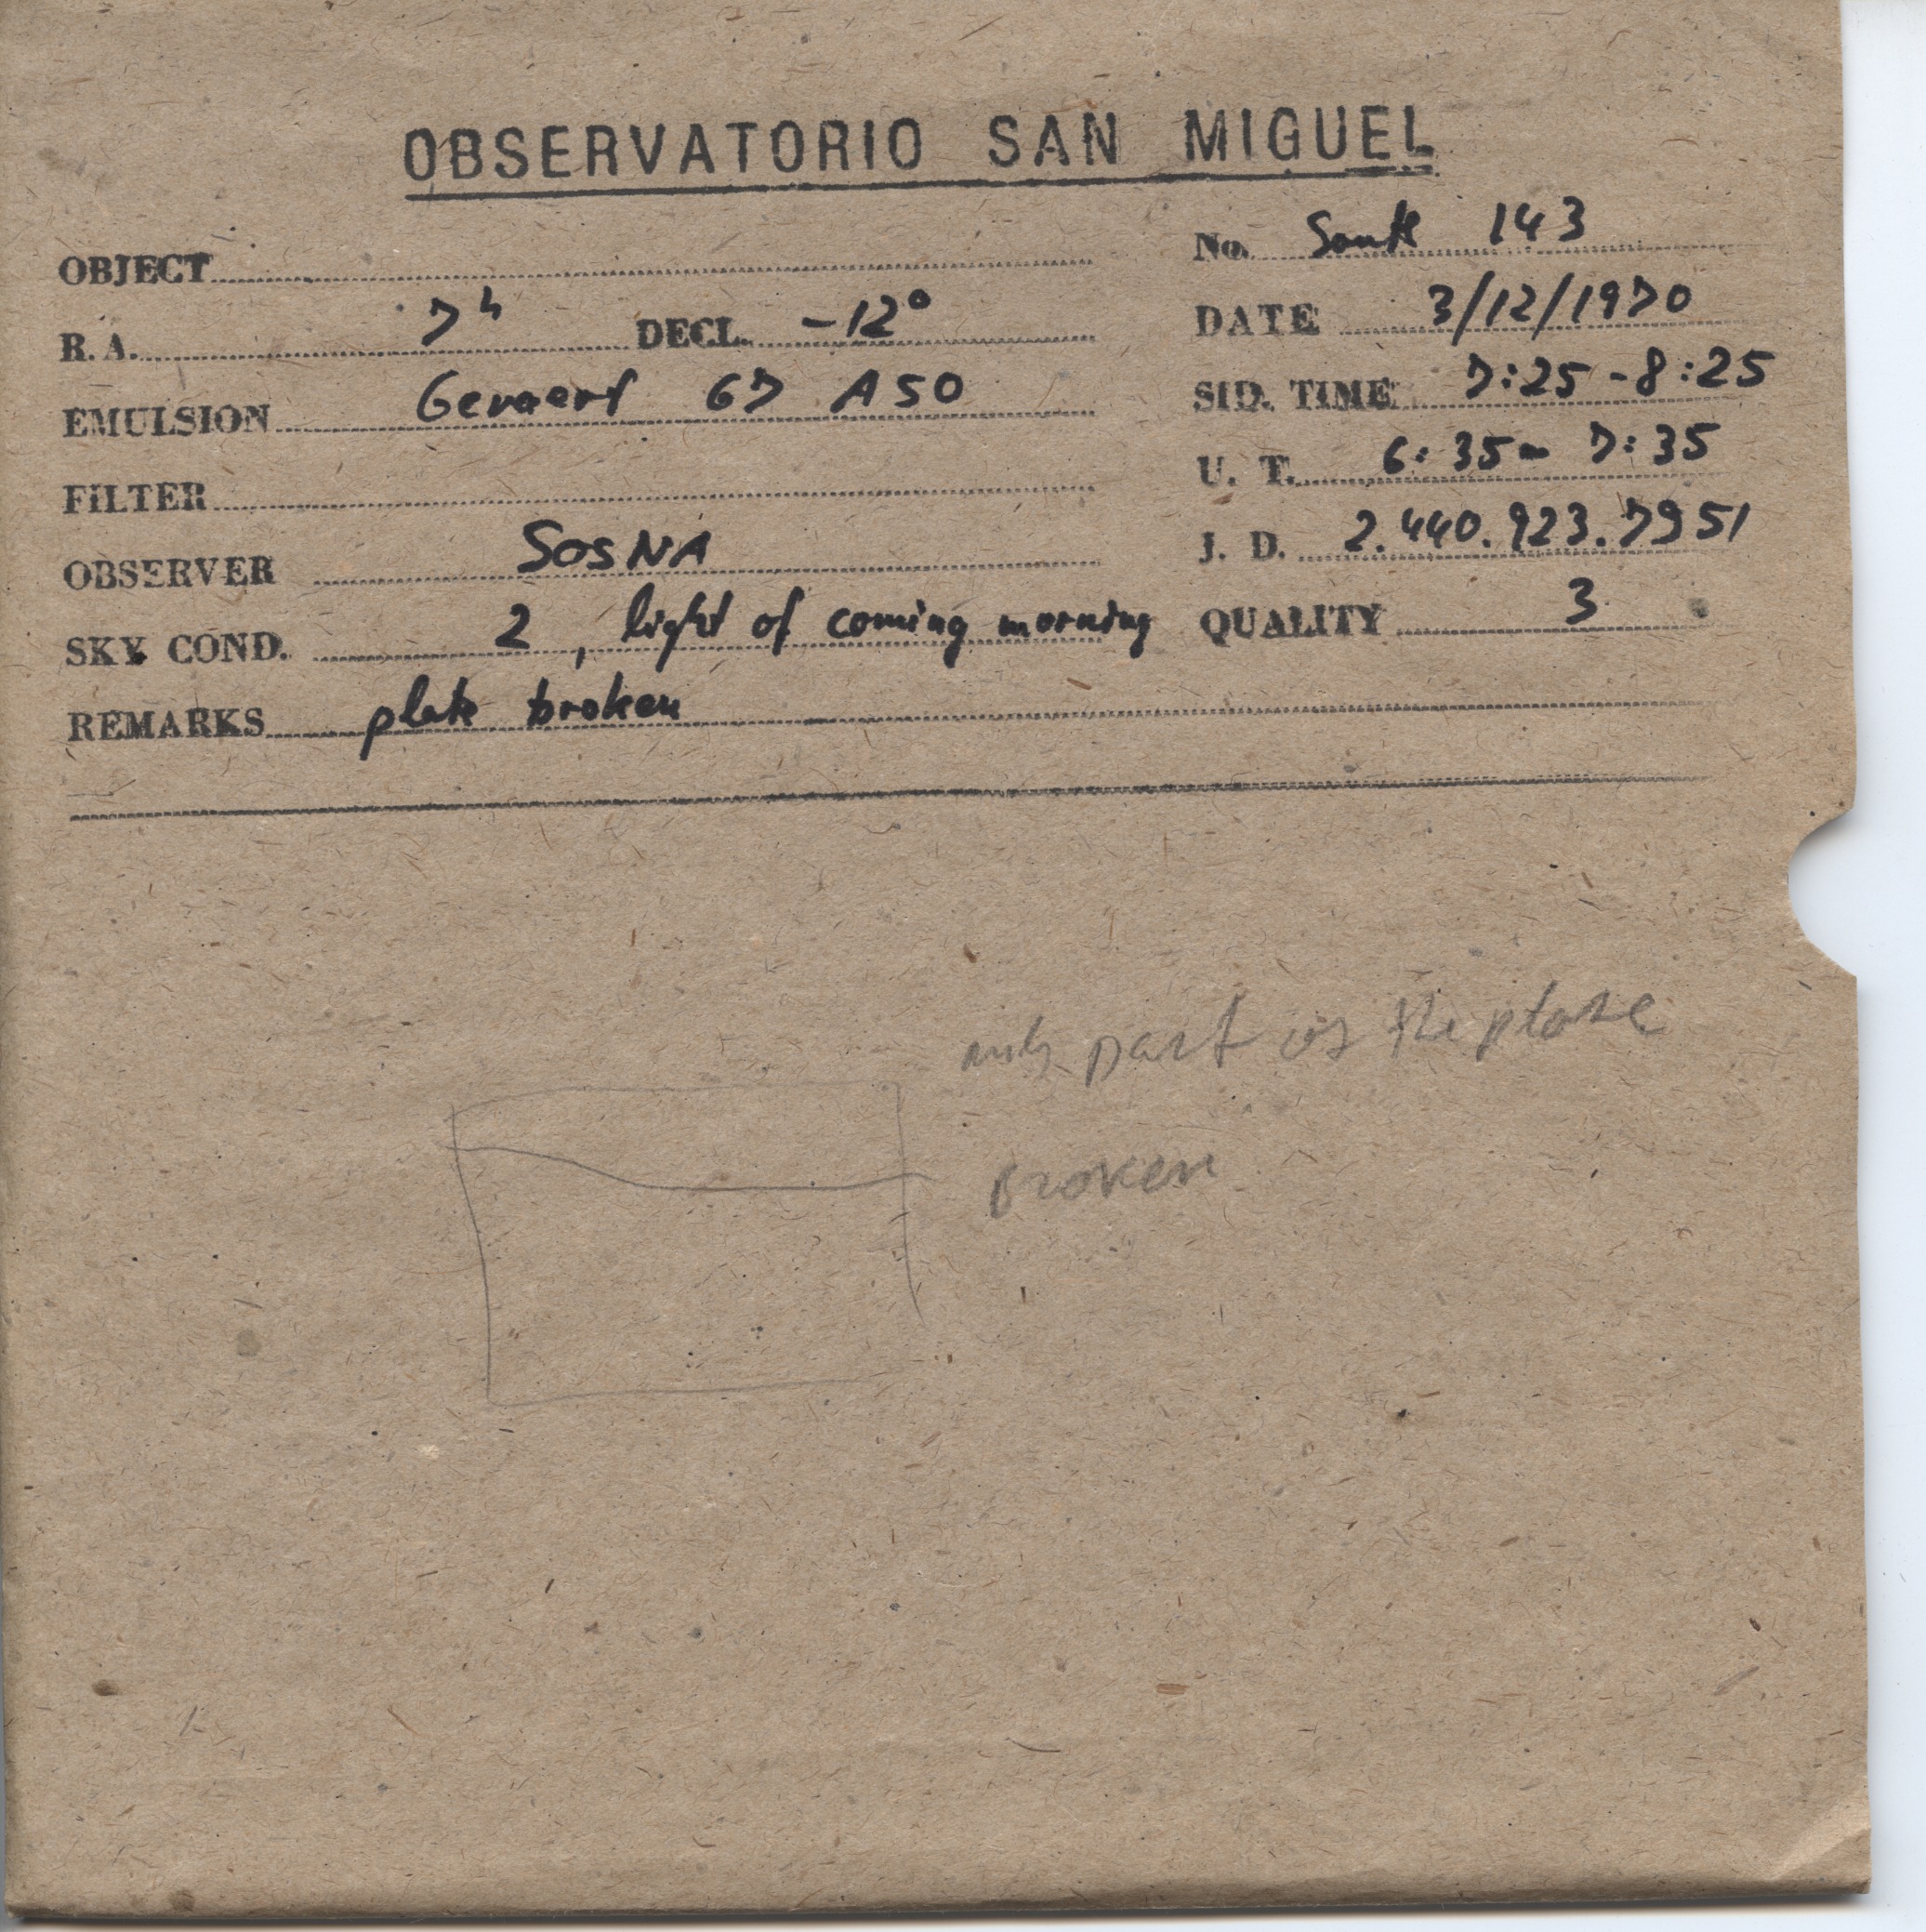 OBSERVATORIO SAN MIGUEL
OBJECT
No. South 143
R. A. 7h DECL. -12°
DATE 3/12/1970
EMULSION Gevaert 67 A 50
SID. TIME 7:25 - 8:25
FILTER
U. T. 6:35 - 7:35
OBSERVER SOSNA
J. D. 2.440.923.7951
SKY COND. 2, light of coming morning
QUALITY 3
REMARKS plate broken
only part of the plate
Broken